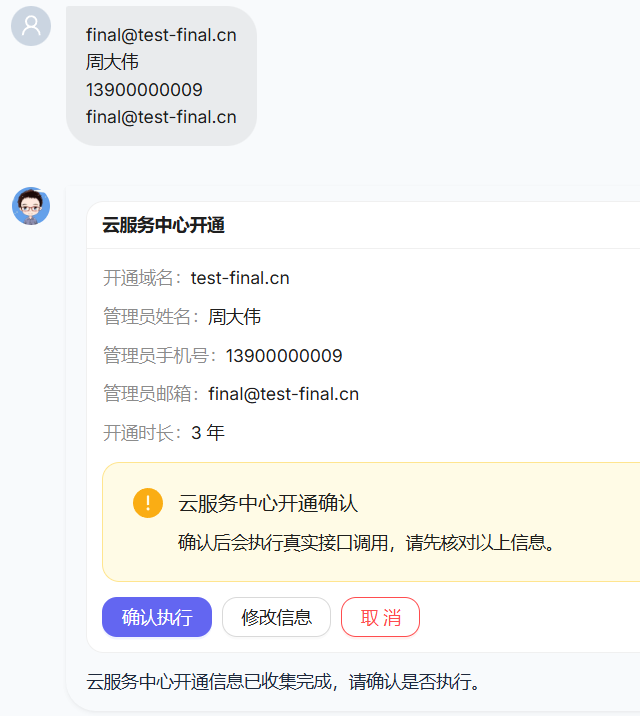 final@test-final.cn
周大伟
13900000009
final@test-final.cn
云服务中心开通
开通域名：test-final.cn
管理员姓名：周大伟
管理员手机号：13900000009
管理员邮箱：final@test-final.cn
开通时长：3 年
云服务中心开通确认
确认后会执行真实接口调用，请先核对以上信息。
确认执行 修改信息 取 消
云服务中心开通信息已收集完成，请确认是否执行。